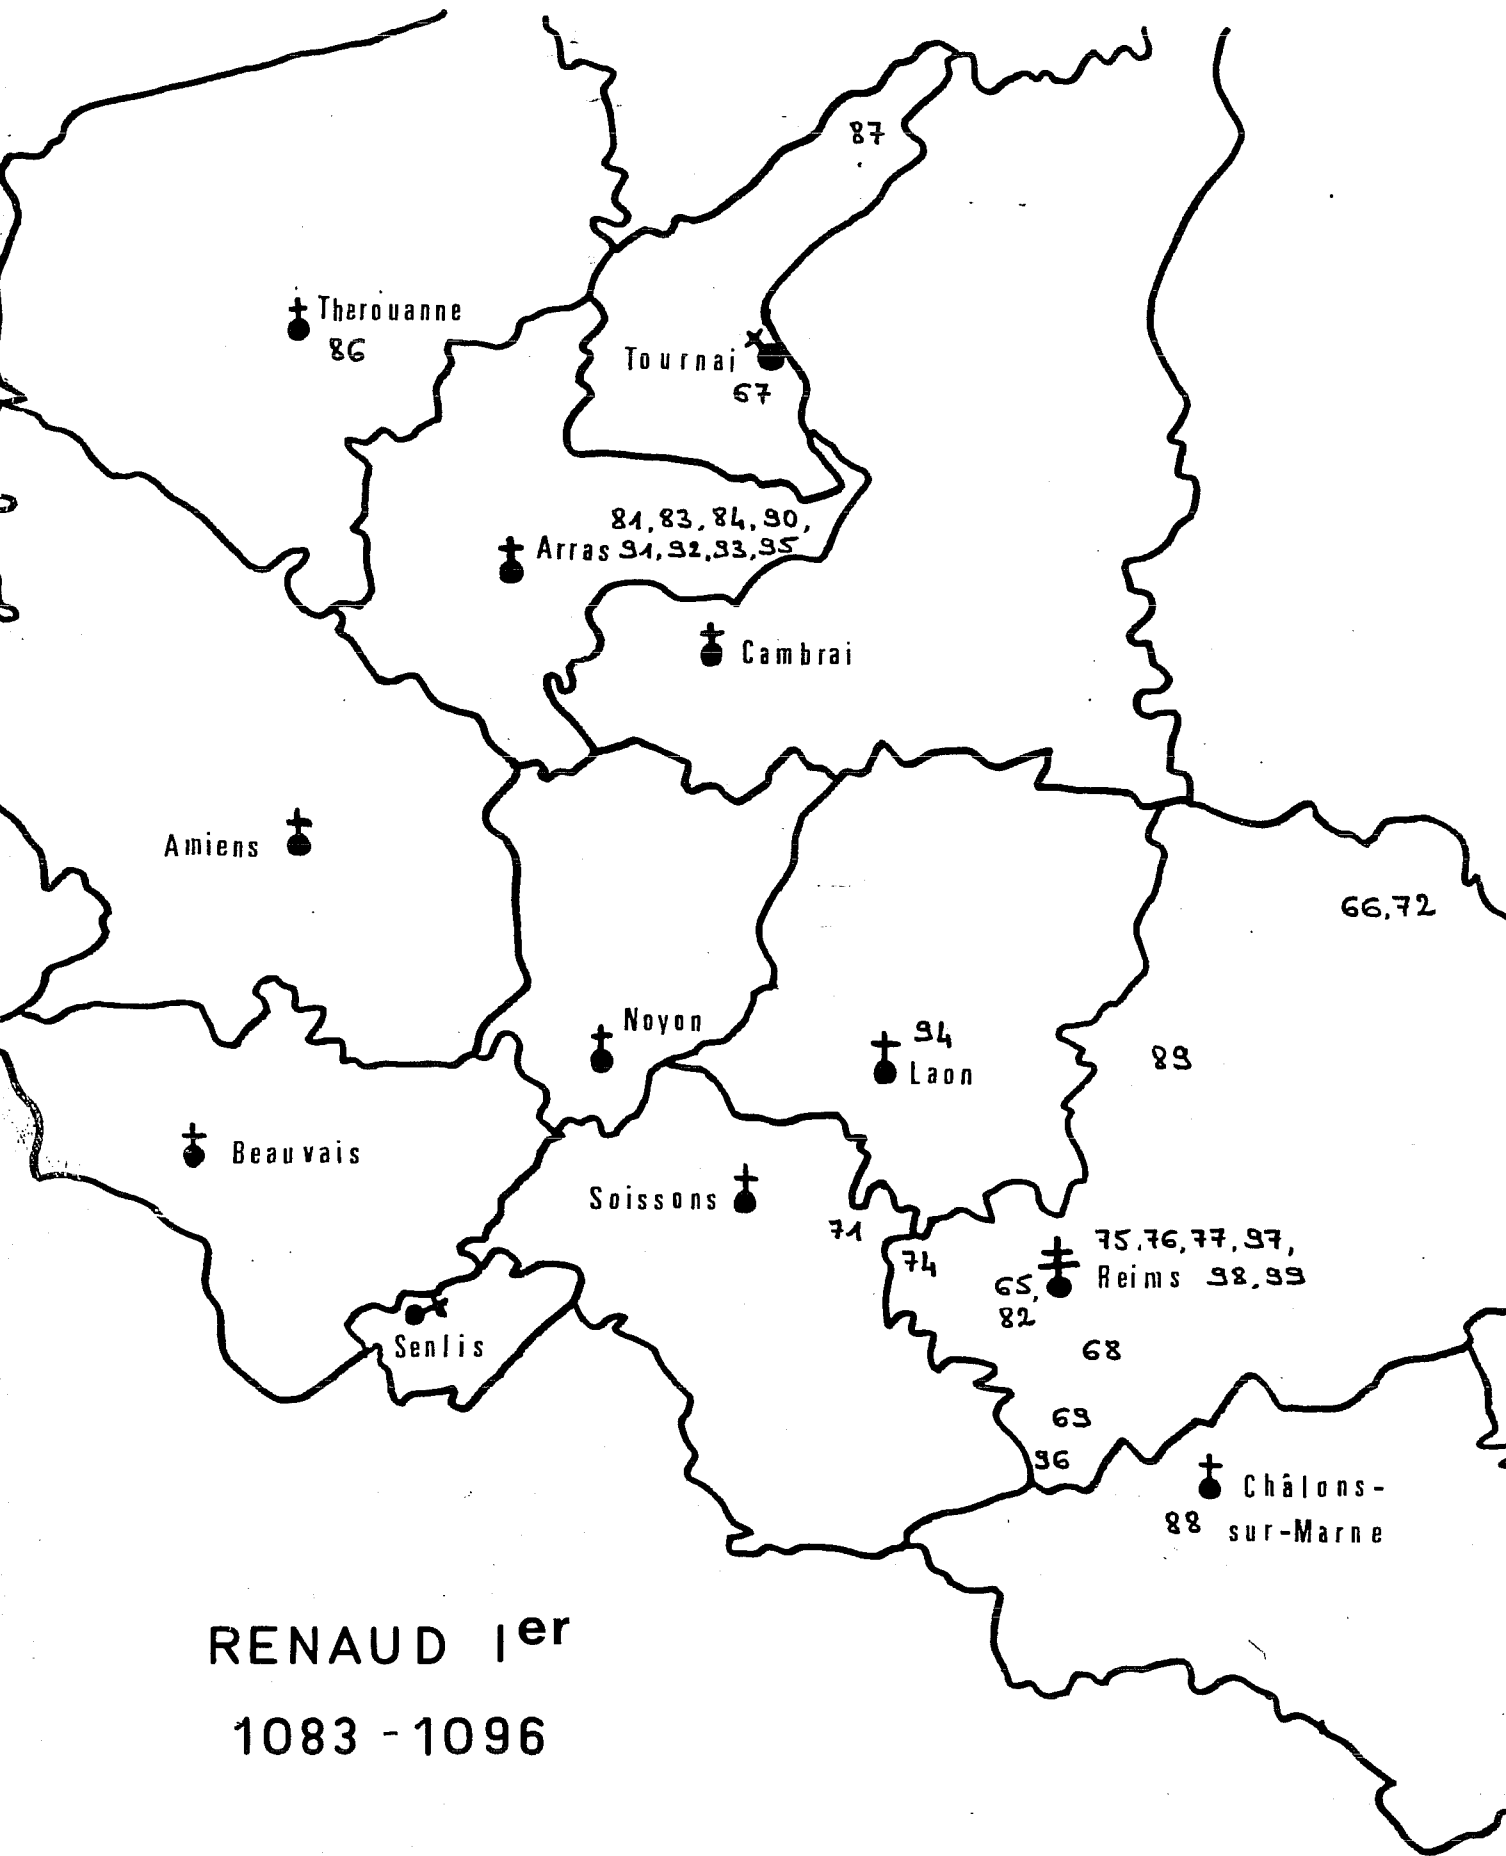 87
Therouanne
86
Tournai
67
81, 83, 84, 90,
Arras 91, 92, 93, 95
Cambrai
Amiens
66, 72
Noyon
94
Laon
89
Beauvais
Soissons
71
74
75, 76, 77, 97,
Reims 98, 99
65,
82
Senlis
68
69
96
Châlons-
88 sur-Marne
RENAUD Ier
1083 - 1096